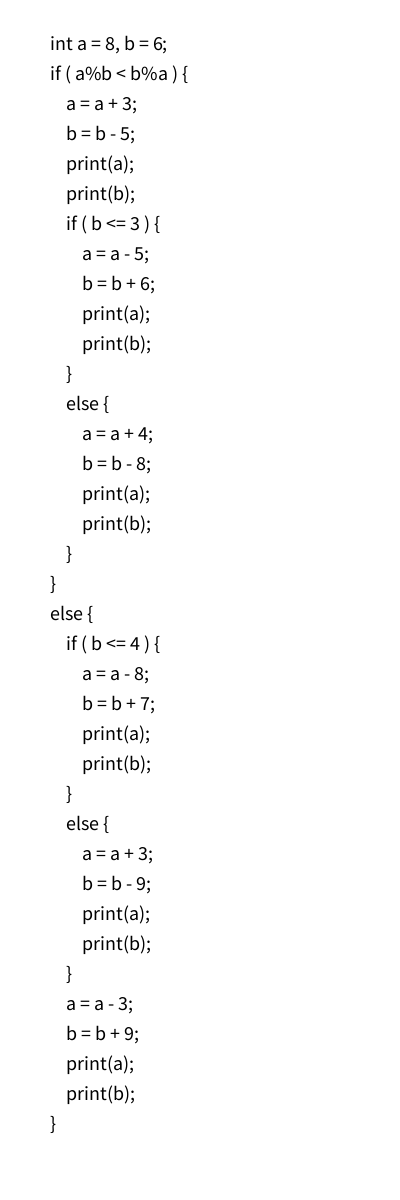 int a = 8, b = 6;
if ( a%b < b%a ) {
    a = a + 3;
    b = b - 5;
    print(a);
    print(b);
    if ( b <= 3 ) {
        a = a - 5;
        b = b + 6;
        print(a);
        print(b);
    }
    else {
        a = a + 4;
        b = b - 8;
        print(a);
        print(b);
    }
}
else {
    if ( b <= 4 ) {
        a = a - 8;
        b = b + 7;
        print(a);
        print(b);
    }
    else {
        a = a + 3;
        b = b - 9;
        print(a);
        print(b);
    }
    a = a - 3;
    b = b + 9;
    print(a);
    print(b);
}